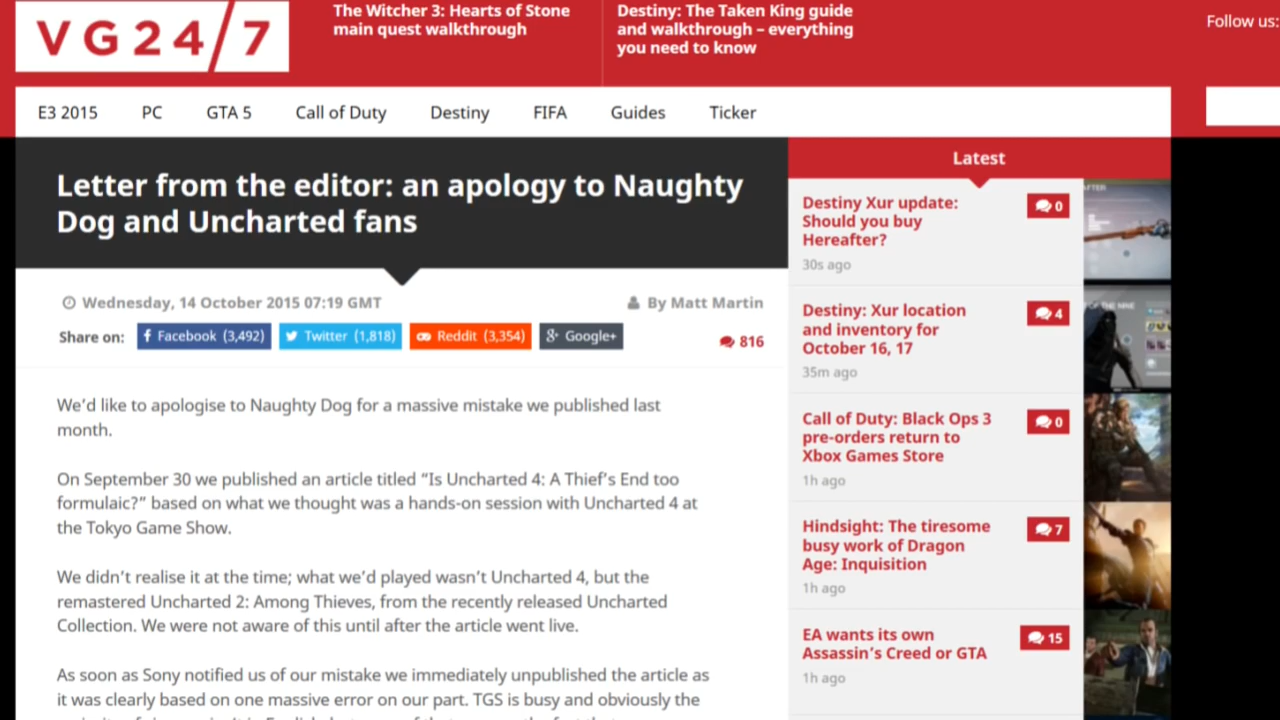 VG24/7
The Witcher 3: Hearts of Stone
main quest walkthrough
Destiny: The Taken King guide
and walkthrough – everything
you need to know
Follow us:
E3 2015 PC GTA 5 Call of Duty Destiny FIFA Guides Ticker
Letter from the editor: an apology to Naughty
Dog and Uncharted fans
Wednesday, 14 October 2015 07:19 GMT
By Matt Martin
Share on: Facebook (3,492) Twitter (1,818) Reddit (3,354) Google+
816
We’d like to apologise to Naughty Dog for a massive mistake we published last
month.
On September 30 we published an article titled “Is Uncharted 4: A Thief’s End too
formulaic?” based on what we thought was a hands-on session with Uncharted 4 at
the Tokyo Game Show.
We didn’t realise it at the time; what we’d played wasn’t Uncharted 4, but the
remastered Uncharted 2: Among Thieves, from the recently released Uncharted
Collection. We were not aware of this until after the article went live.
As soon as Sony notified us of our mistake we immediately unpublished the article as
it was clearly based on one massive error on our part. TGS is busy and obviously the
Latest
Destiny Xur update:
Should you buy
Hereafter?
0
30s ago
Destiny: Xur location
and inventory for
October 16, 17
4
35m ago
Call of Duty: Black Ops 3
pre-orders return to
Xbox Games Store
0
1h ago
Hindsight: The tiresome
busy work of Dragon
Age: Inquisition
7
1h ago
EA wants its own
Assassin’s Creed or GTA
15
1h ago